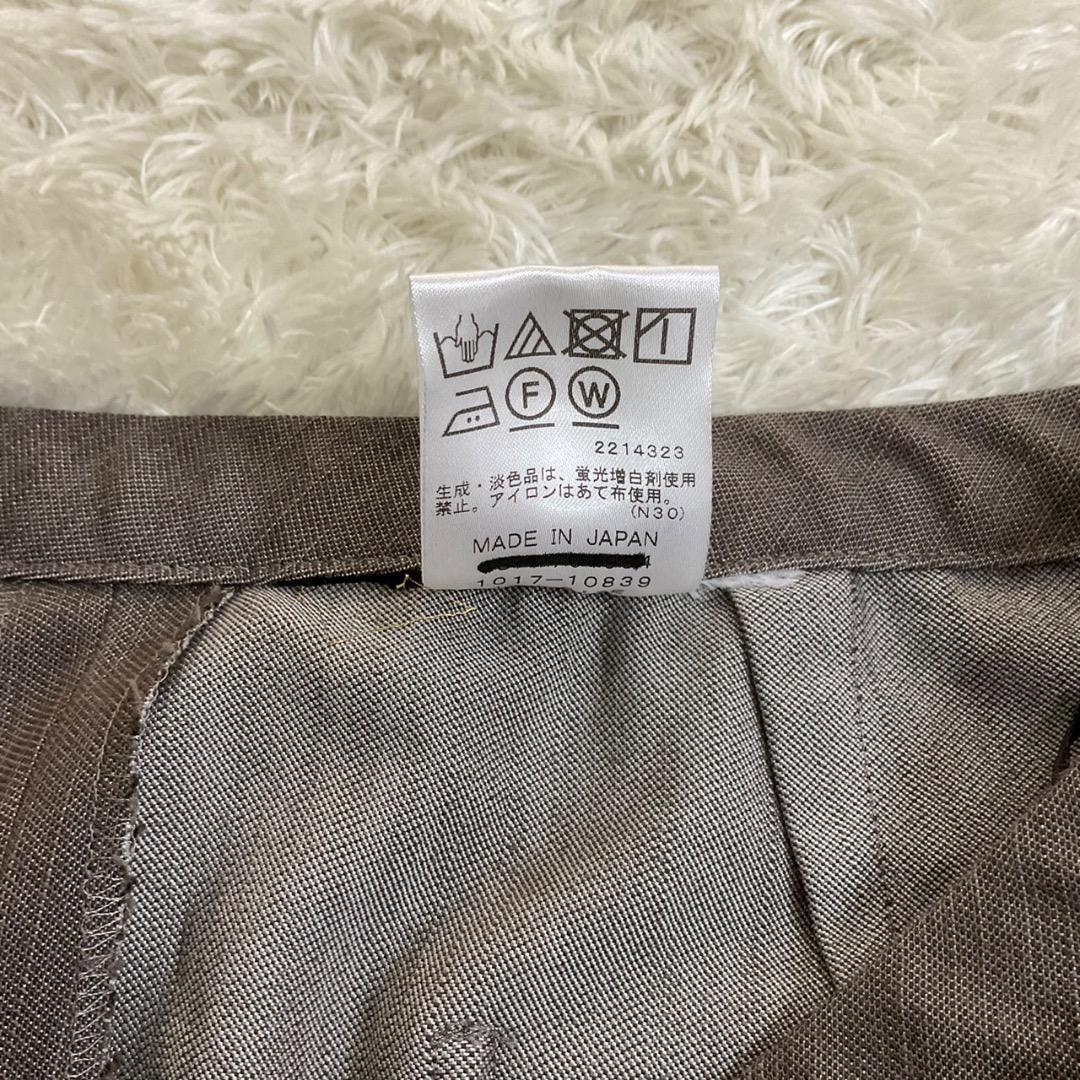 F W
2214323
生成・淡色品は、蛍光増白剤使用
禁止。アイロンはあて布使用。
(N30)
MADE IN JAPAN
1017-10839